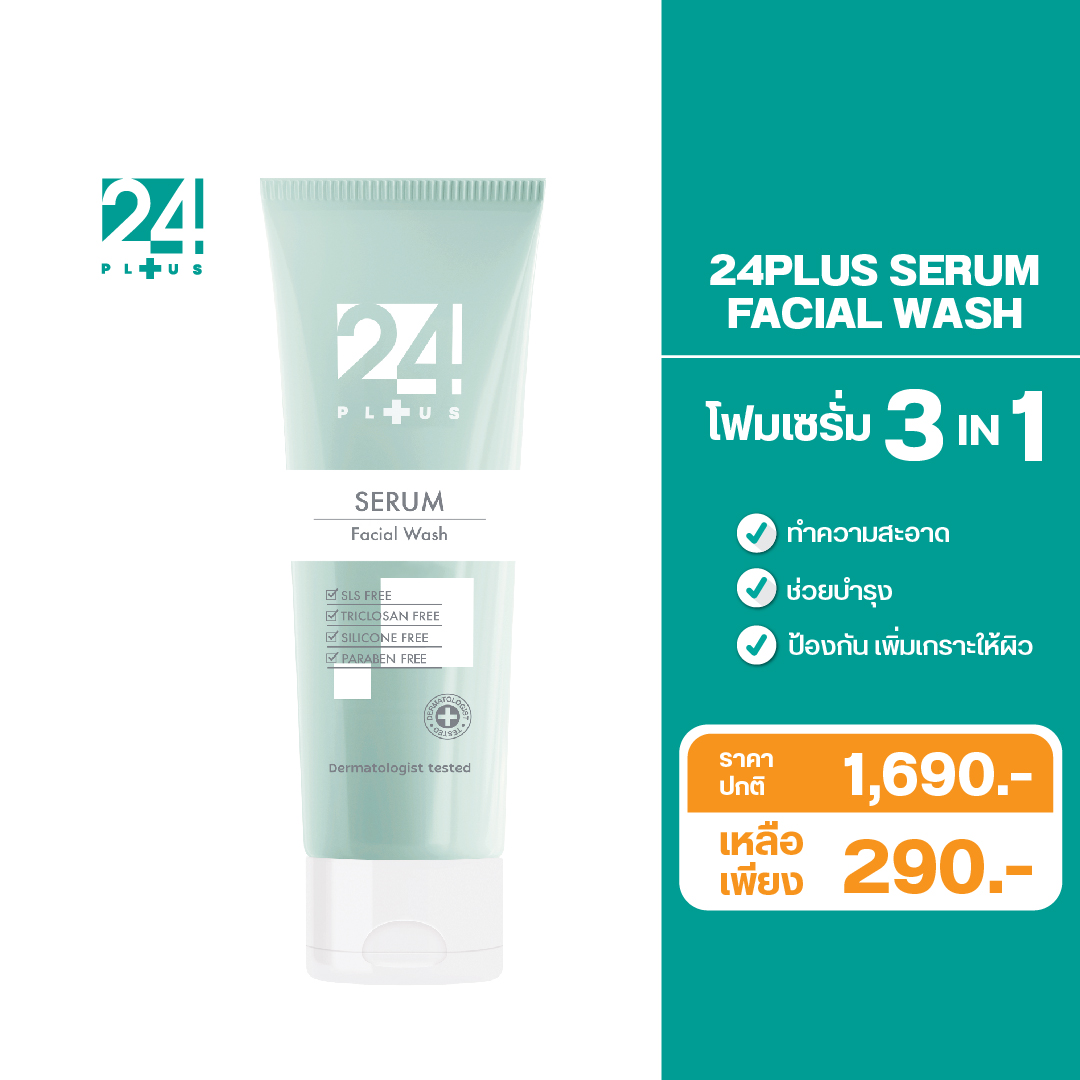 24
PLUS
24
PLUS
SERUM
Facial Wash
SLS FREE
TRICLOSAN FREE
SILICONE FREE
PARABEN FREE
DERMATOLOGIST TESTED
Dermatologist tested
24PLUS SERUM
FACIAL WASH
โฟมเซรั่ม 3 IN 1
ทำความสะอาด
ช่วยบำรุง
ป้องกัน เพิ่มเกราะให้ผิว
ราคา
ปกติ
1,690.-
เหลือ
เพียง
290.-